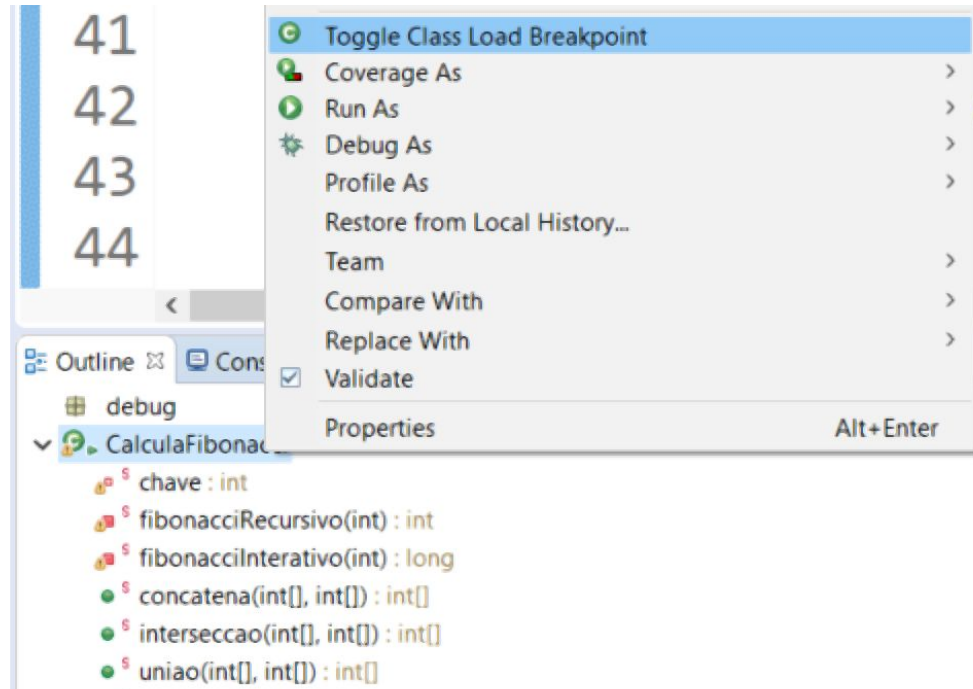 41
42
43
44
Toggle Class Load Breakpoint
Coverage As
Run As
Debug As
Profile As
Restore from Local History...
Team
Compare With
Replace With
Validate
Properties Alt+Enter
Outline
debug
chave : int
fibonacciRecursivo(int) : int
fibonacciInterativo(int) : long
concatena(int[], int[]) : int[]
interseccao(int[], int[]) : int[]
uniao(int[], int[]) : int[]